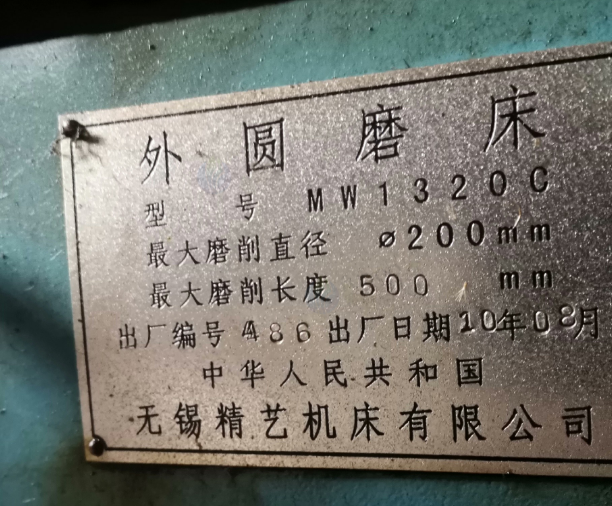 外圆磨床
型号 MW1320C
最大磨削直径 ø200mm
最大磨削长度 500 mm
出厂编号 486 出厂日期10年08月
中华人民共和国
无锡精艺机床有限公司